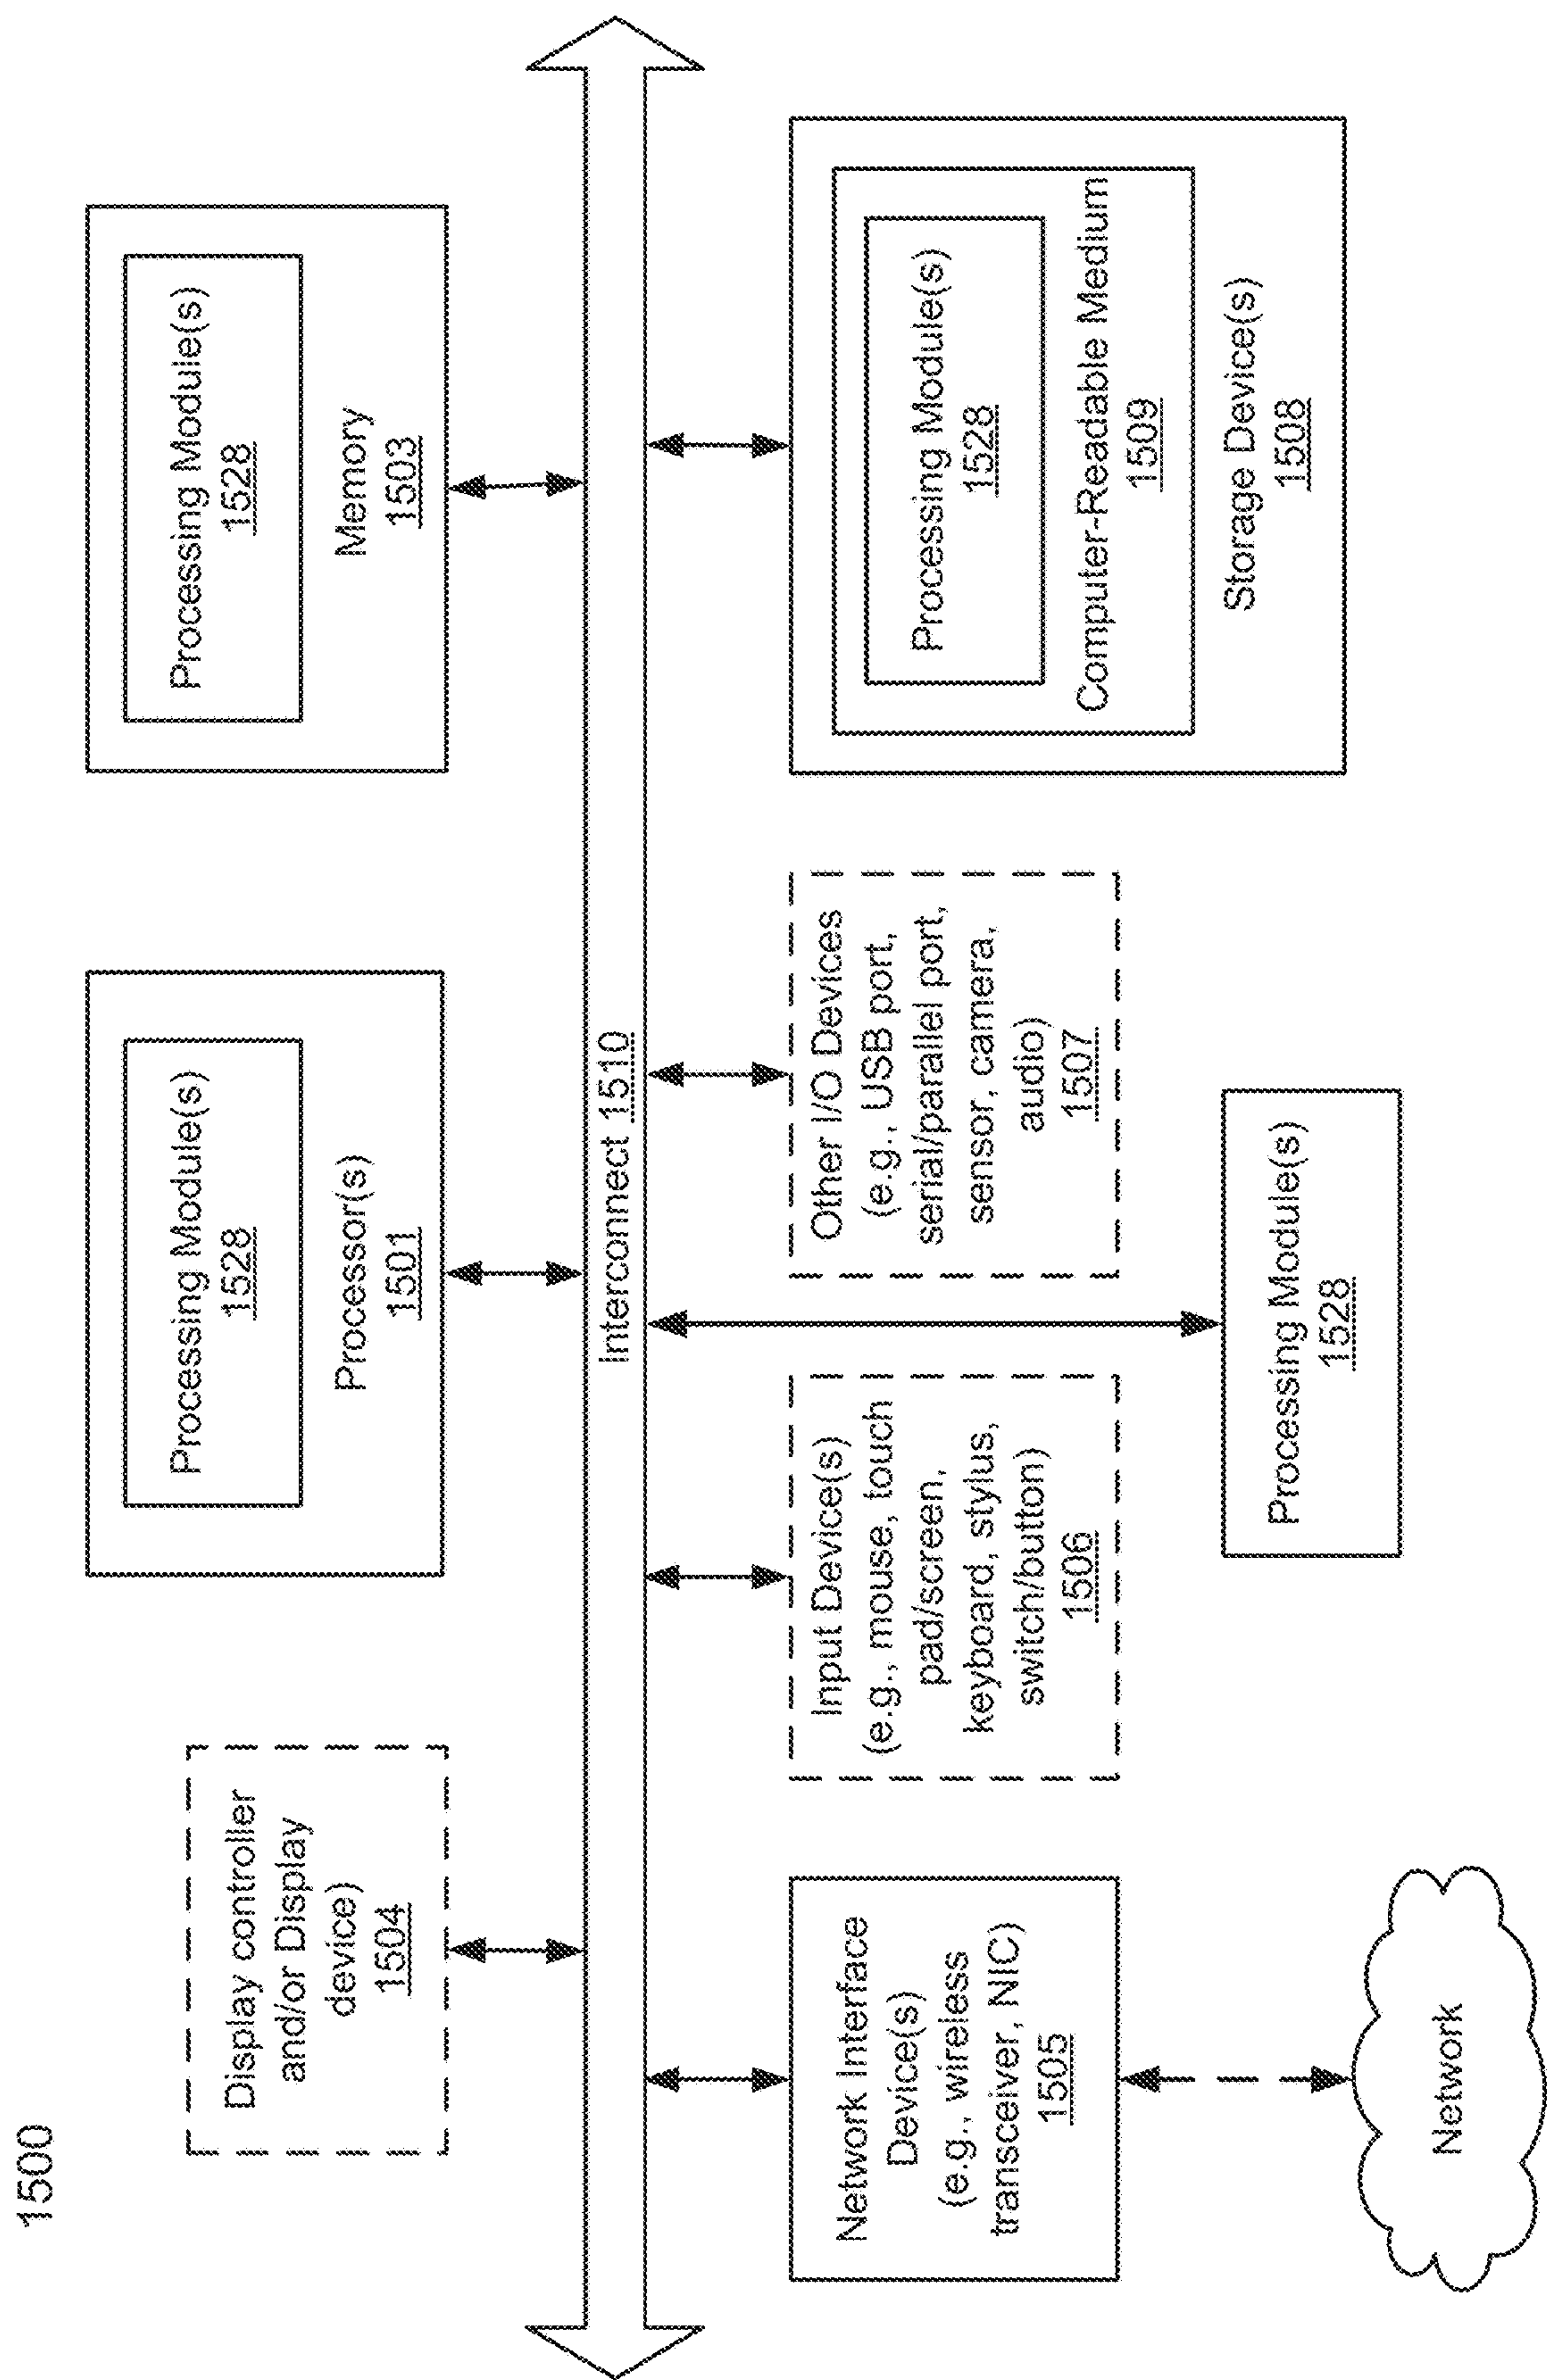 1500
Display controller
and/or Display
device)
1504
Processing Module(s)
1528
Processor(s)
1501
Processing Module(s)
1528
Memory
1503
Interconnect 1510
Network Interface
Device(s)
(e.g., wireless
transceiver, NIC)
1505
Input Device(s)
(e.g., mouse, touch
pad/screen,
keyboard, stylus,
switch/button)
1506
Other I/O Devices
(e.g., USB port,
serial/parallel port,
sensor, camera,
audio)
1507
Processing Module(s)
1528
Computer-Readable Medium
1509
Storage Device(s)
1508
Processing Module(s)
1528
Network